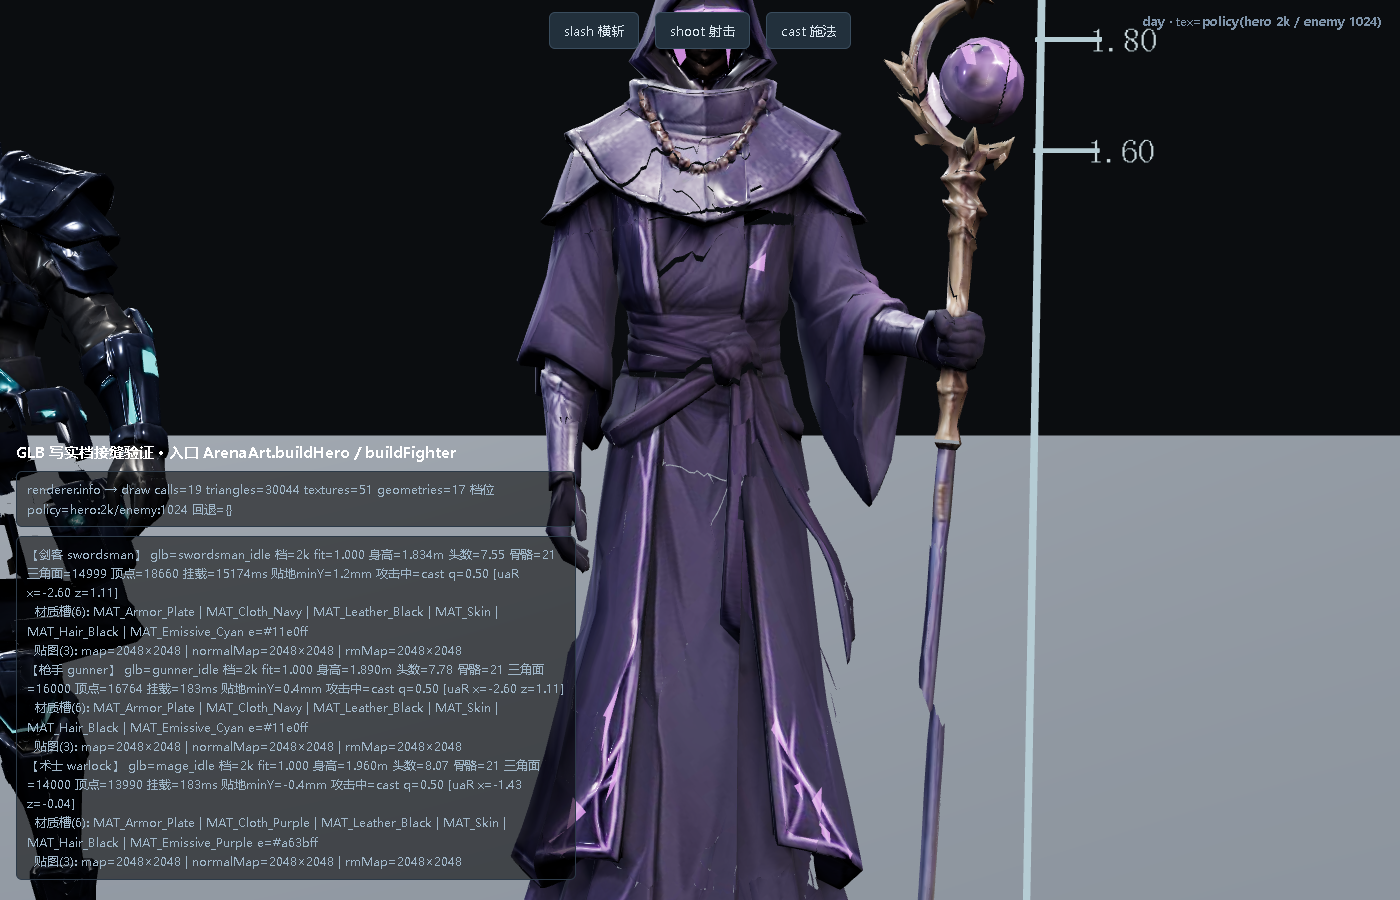 slash 横斩
shoot 射击
cast 施法
day · tex=policy(hero 2k / enemy 1024)
1.80
1.60
GLB 写实档接缝验证 • 入口 ArenaArt.buildHero / buildFighter
renderer.info → draw calls=19 triangles=30044 textures=51 geometries=17 档位
policy=hero:2k/enemy:1024 回退={}
【剑客 swordsman】 glb=swordsman_idle 档=2k fit=1.000 身高=1.834m 头数=7.55 骨骼=21
三角面=14999 顶点=18660 挂载=15174ms 贴地minY=1.2mm 攻击中=cast q=0.50 [uaR
x=-2.60 z=1.11]
材质槽(6): MAT_Armor_Plate | MAT_Cloth_Navy | MAT_Leather_Black | MAT_Skin |
MAT_Hair_Black | MAT_Emissive_Cyan e=#11e0ff
贴图(3): map=2048×2048 | normalMap=2048×2048 | rmMap=2048×2048
【枪手 gunner】 glb=gunner_idle 档=2k fit=1.000 身高=1.890m 头数=7.78 骨骼=21 三角面
=16000 顶点=16764 挂载=183ms 贴地minY=0.4mm 攻击中=cast q=0.50 [uaR x=-2.60 z=1.11]
材质槽(6): MAT_Armor_Plate | MAT_Cloth_Navy | MAT_Leather_Black | MAT_Skin |
MAT_Hair_Black | MAT_Emissive_Cyan e=#11e0ff
贴图(3): map=2048×2048 | normalMap=2048×2048 | rmMap=2048×2048
【术士 warlock】 glb=mage_idle 档=2k fit=1.000 身高=1.960m 头数=8.07 骨骼=21 三角面
=14000 顶点=13990 挂载=183ms 贴地minY=-0.4mm 攻击中=cast q=0.50 [uaR x=-1.43
z=-0.04]
材质槽(6): MAT_Armor_Plate | MAT_Cloth_Purple | MAT_Leather_Black | MAT_Skin |
MAT_Hair_Black | MAT_Emissive_Purple e=#a63bff
贴图(3): map=2048×2048 | normalMap=2048×2048 | rmMap=2048×2048